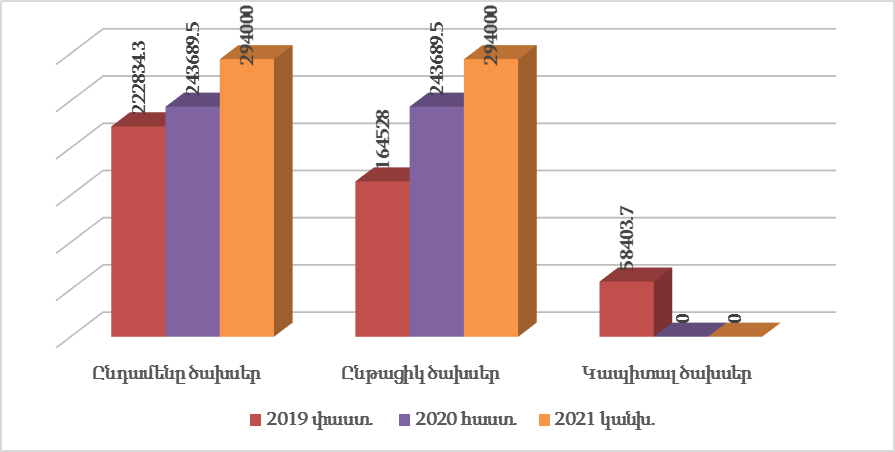 222834.3
243689.5
294000
164528
243689.5
294000
58403.7
0
0
Ընդամենը ծախսեր
Ընթացիկ ծախսեր
Կապիտալ ծախսեր
2019 փաստ.
2020 հաստ.
2021 կանխ.